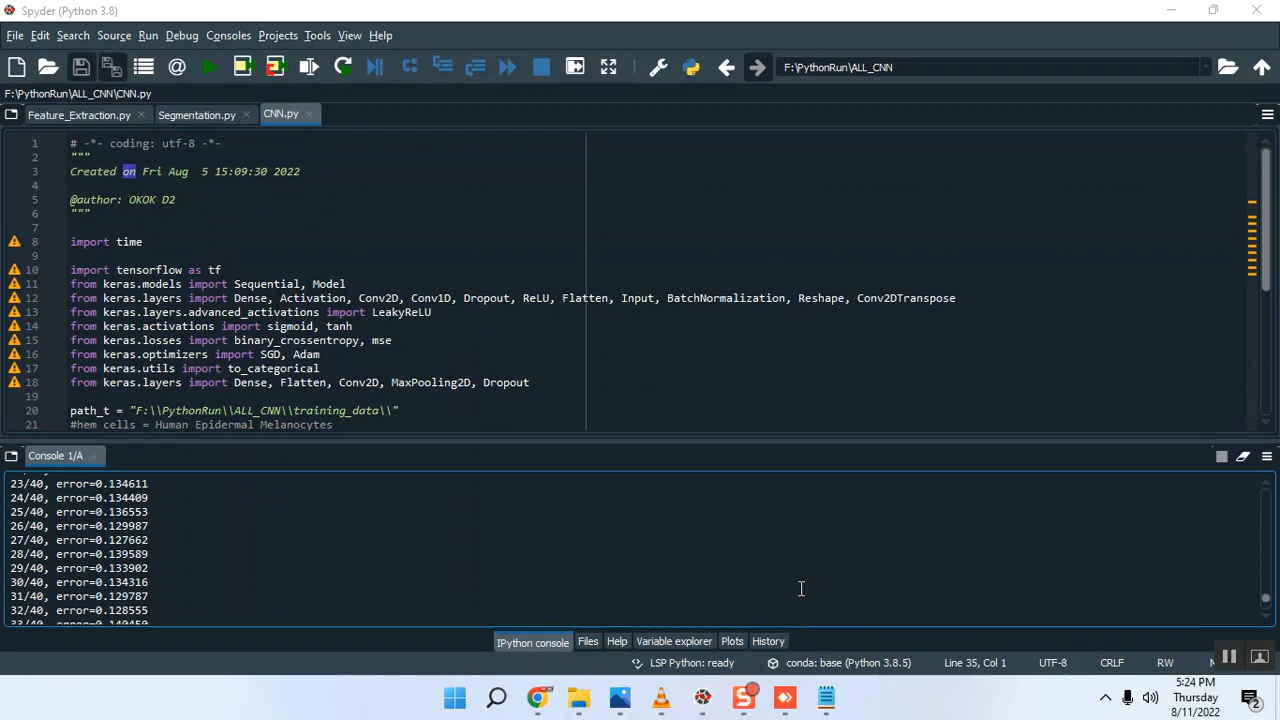 Spyder (Python 3.8)
File Edit Search Source Run Debug Consoles Projects Tools View Help
F:\PythonRun\ALL_CNN
F:\PythonRun\ALL_CNN\CNN.py
Feature_Extraction.py Segmentation.py CNN.py
1 # -*- coding: utf-8 -*-
2 """
3 Created on Fri Aug  5 15:09:30 2022
4
5 @author: OKOK D2
6 """
7
8 import time
9
10 import tensorflow as tf
11 from keras.models import Sequential, Model
12 from keras.layers import Dense, Activation, Conv2D, Conv1D, Dropout, ReLU, Flatten, Input, BatchNormalization, Reshape, Conv2DTranspose
13 from keras.layers.advanced_activations import LeakyReLU
14 from keras.activations import sigmoid, tanh
15 from keras.losses import binary_crossentropy, mse
16 from keras.optimizers import SGD, Adam
17 from keras.utils import to_categorical
18 from keras.layers import Dense, Flatten, Conv2D, MaxPooling2D, Dropout
19
20 path_t = "F:\\PythonRun\\ALL_CNN\\training_data\\"
21 #hem cells = Human Epidermal Melanocytes
Console 1/A
23/40, error=0.134611
24/40, error=0.134409
25/40, error=0.136553
26/40, error=0.129987
27/40, error=0.127662
28/40, error=0.139589
29/40, error=0.133902
30/40, error=0.134316
31/40, error=0.129787
32/40, error=0.128555
33/40, error=0.140450
IPython console Files Help Variable explorer Plots History
LSP Python: ready conda: base (Python 3.8.5) Line 35, Col 1 UTF-8 CRLF RW
5:24 PM
Thursday
8/11/2022
2